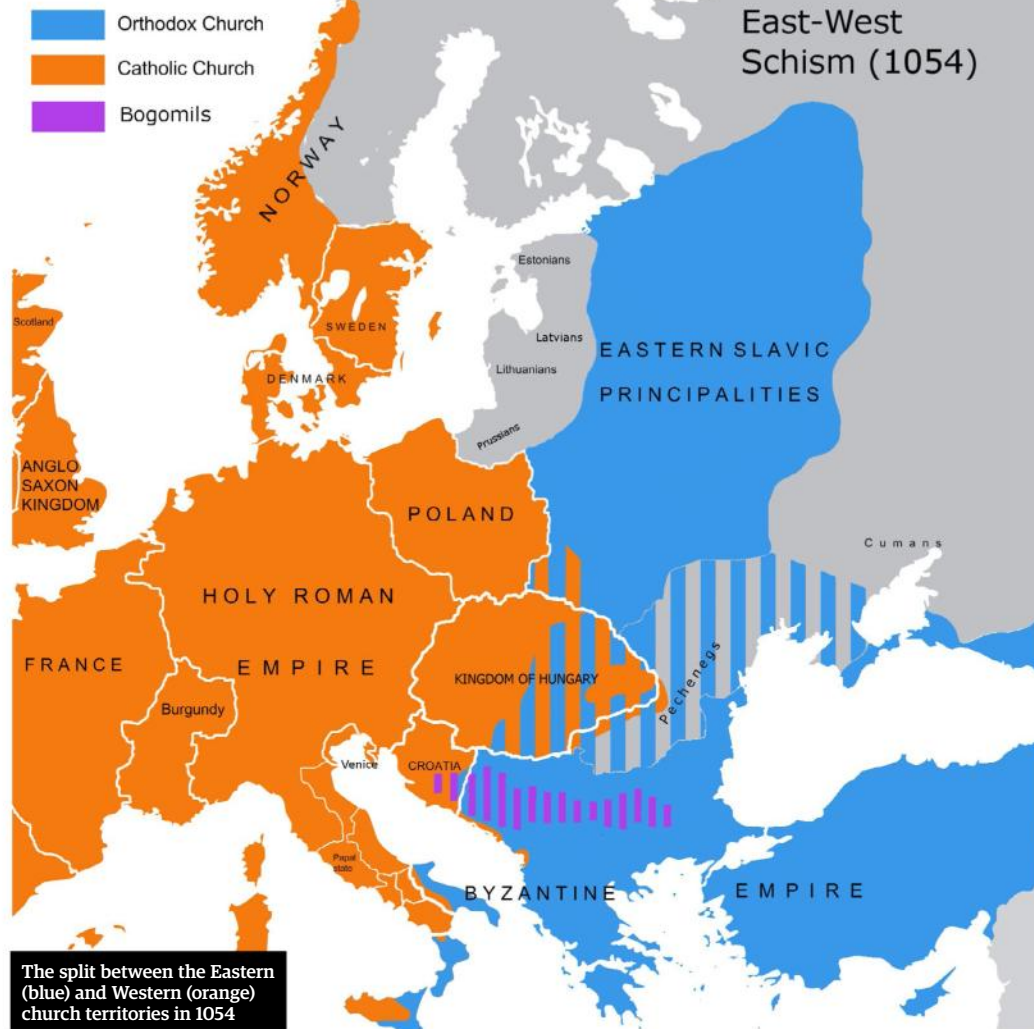 Orthodox Church
Catholic Church
Bogomils
East-West
Schism (1054)
NORWAY
Estonians
Scotland
SWEDEN
Latvians
EASTERN SLAVIC
Lithuanians
DENMARK
PRINCIPALITIES
Prussians
ANGLO
SAXON
KINGDOM
POLAND
Cumans
HOLY ROMAN
FRANCE
EMPIRE
KINGDOM OF HUNGARY
Pechenegs
Burgundy
Venice
CROATIA
Papal
state
BYZANTINE
EMPIRE
The split between the Eastern
(blue) and Western (orange)
church territories in 1054